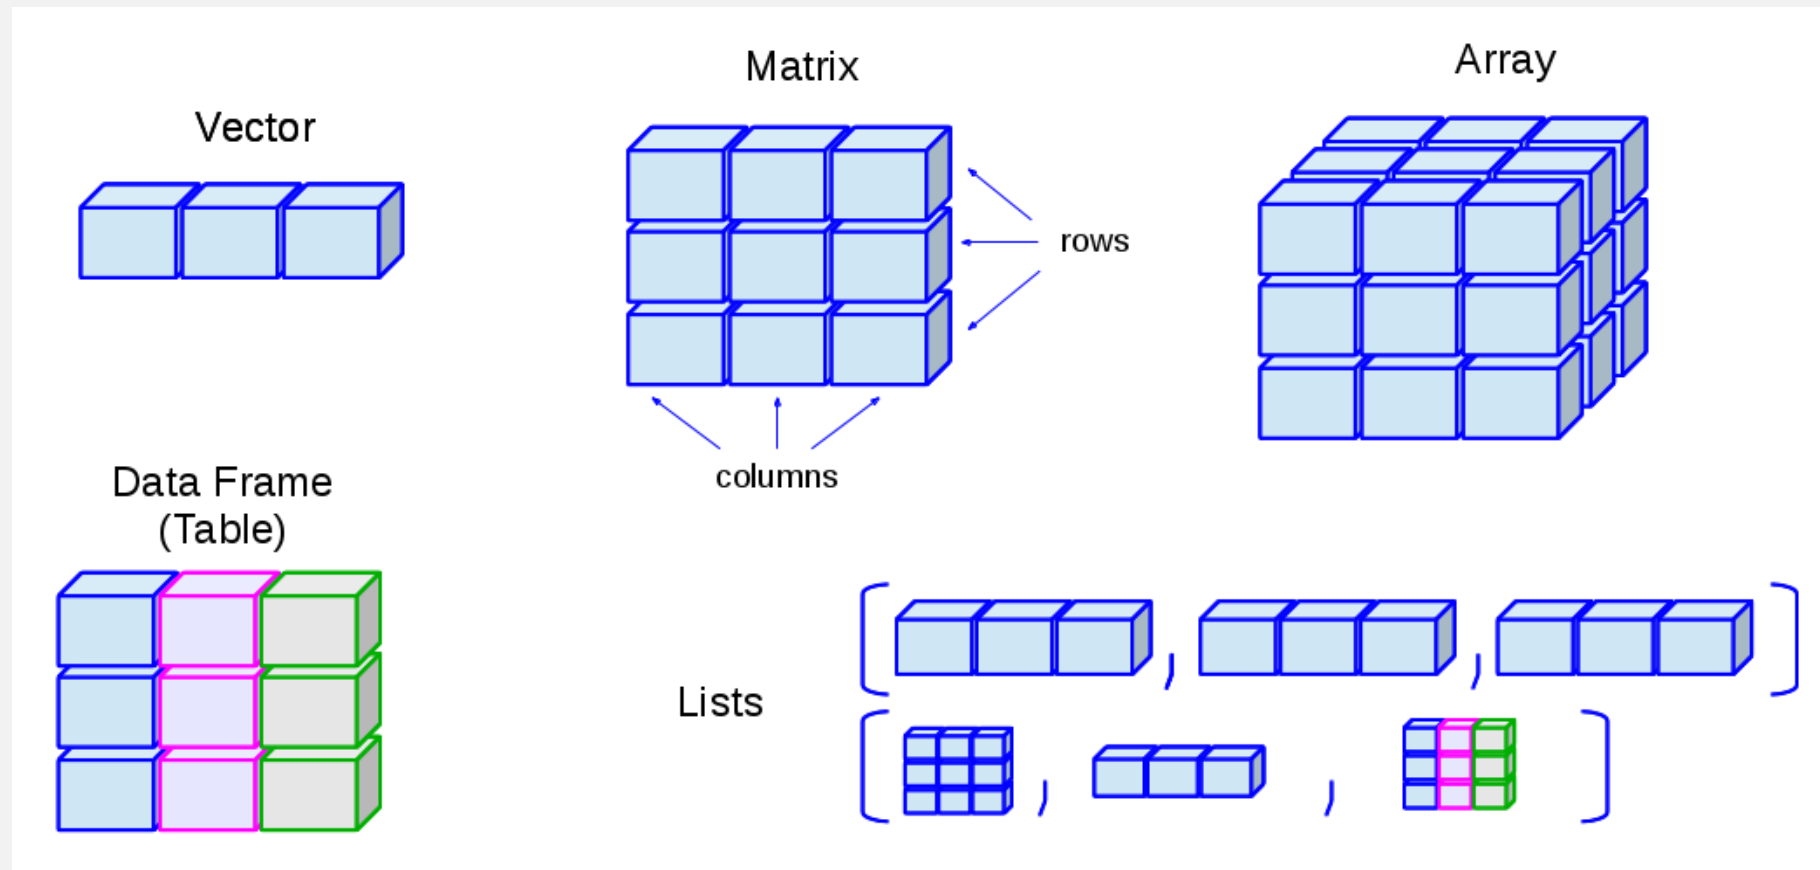 Vector
Matrix
Array
rows
columns
Data Frame
(Table)
Lists